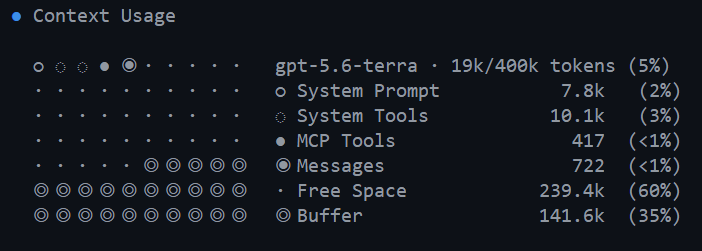 ● Context Usage
○ ◌ ◌ ● ◉ · · · · · gpt-5.6-terra · 19k/400k tokens (5%)
· · · · · · · · · · ○ System Prompt 7.8k (2%)
· · · · · · · · · · ◌ System Tools 10.1k (3%)
· · · · · · · · · · ● MCP Tools 417 (<1%)
· · · · · ◎ ◎ ◎ ◎ ◎ ◉ Messages 722 (<1%)
◎ ◎ ◎ ◎ ◎ ◎ ◎ ◎ ◎ ◎ · Free Space 239.4k (60%)
◎ ◎ ◎ ◎ ◎ ◎ ◎ ◎ ◎ ◎ ◎ Buffer 141.6k (35%)